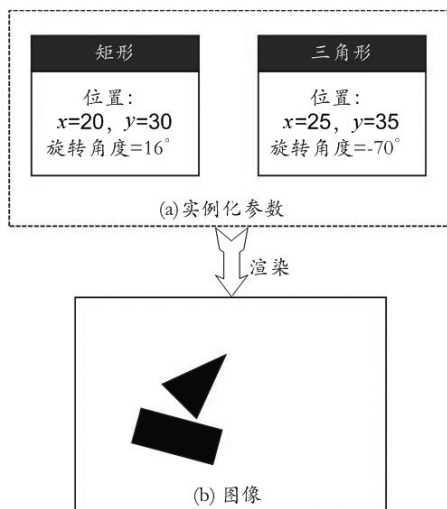 矩形
位置:
x=20, y=30
旋转角度=16°
三角形
位置:
x=25, y=35
旋转角度=-70°
(a)实例化参数
渲染
(b) 图像